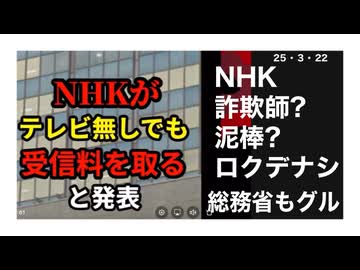 NHKが
テレビ無しでも
受信料を取る
と発表
25・3・22
NHK
詐欺師?
泥棒?
ロクデナシ
総務省もグル